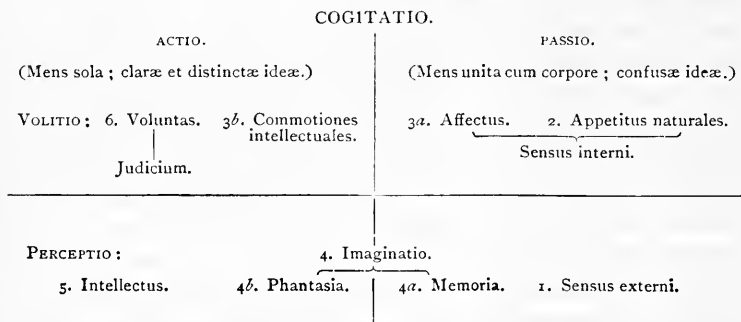 COGITATIO.
ACTIO. PASSIO.
(Mens sola ; claræ et distinctæ ideæ.) (Mens unita cum corpore ; confusæ ideæ.)
VOLITIO : 6. Voluntas. 3b. Commotiones intellectuales. 3a. Affectus. 2. Appetitus naturales.
Judicium. Sensus interni.
PERCEPTIO : 4. Imaginatio.
5. Intellectus. 4b. Phantasia. 4a. Memoria. 1. Sensus externi.